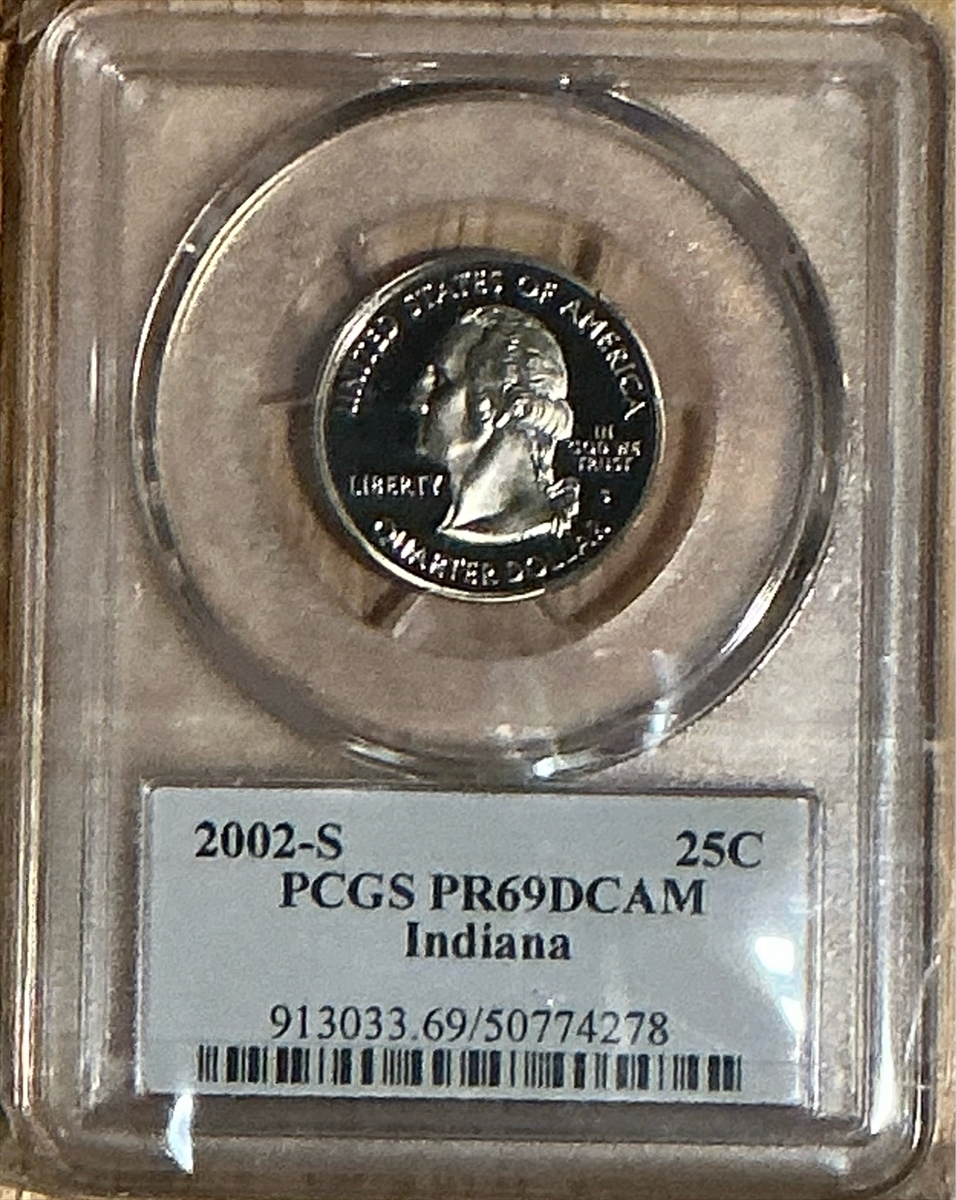 UNITED STATES OF AMERICA
IN
GOD WE
TRUST
LIBERTY
S
QUARTER DOLLAR
2002-S 25C
PCGS PR69DCAM
Indiana
913033.69/50774278